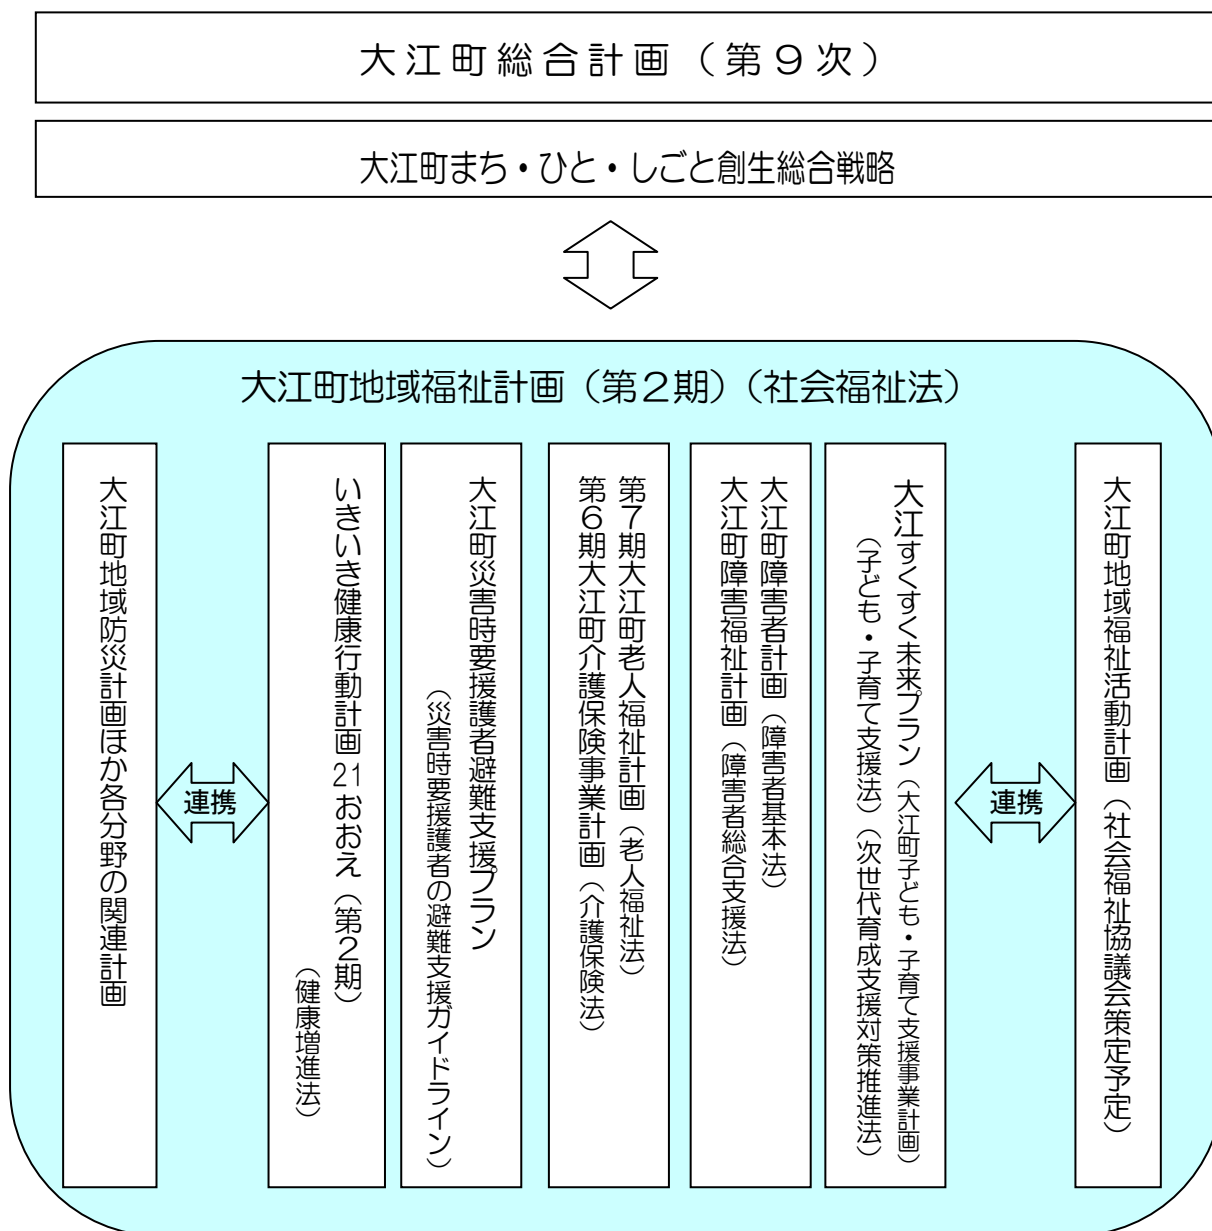 大江町総合計画（第９次）
大江町まち・ひと・しごと創生総合戦略
大江町地域福祉計画（第２期）（社会福祉法）
大江町地域福祉活動計画（社会福祉協議会策定予定）
連携
大江すくすく未来プラン（大江町子ども・子育て支援事業計画）
（子ども・子育て支援法）（次世代育成支援対策推進法）
大江町障害者計画（障害者基本法）
大江町障害福祉計画（障害者総合支援法）
第７期大江町老人福祉計画（老人福祉法）
第６期大江町介護保険事業計画（介護保険法）
大江町災害時要援護者避難支援プラン
（災害時要援護者の避難支援ガイドライン）
いきいき健康行動計画21おおえ（第２期）
（健康増進法）
連携
大江町地域防災計画ほか各分野の関連計画